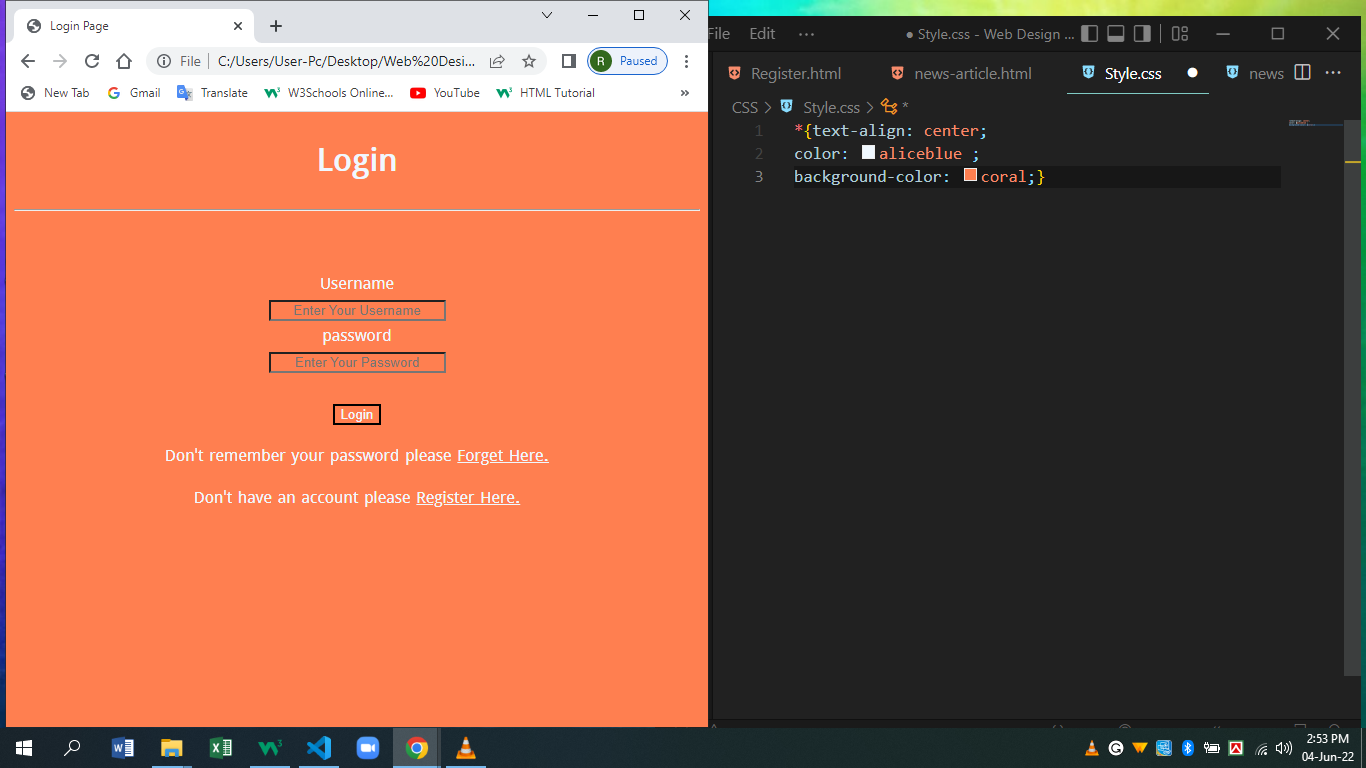 Login Page
File Edit ···
Style.css - Web Design ...
File C:/Users/User-Pc/Desktop/Web%20Desi...
R Paused
Register.html news-article.html Style.css news
New Tab Gmail Translate W3Schools Online... YouTube HTML Tutorial »
CSS > Style.css > *
1 *{text-align: center;
2 color: aliceblue ;
3 background-color: coral;}
Login
Username
Enter Your Username
password
Enter Your Password
Login
Don't remember your password please Forget Here.
Don't have an account please Register Here.
2:53 PM
04-Jun-22